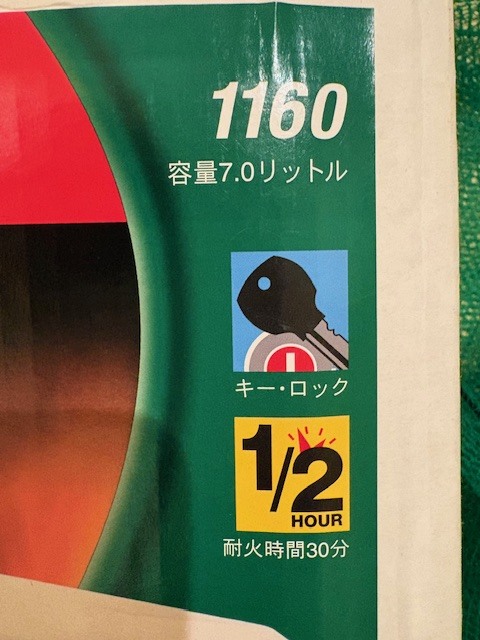 1160
容量7.0リットル
キー・ロック
1/2
HOUR
耐火時間30分